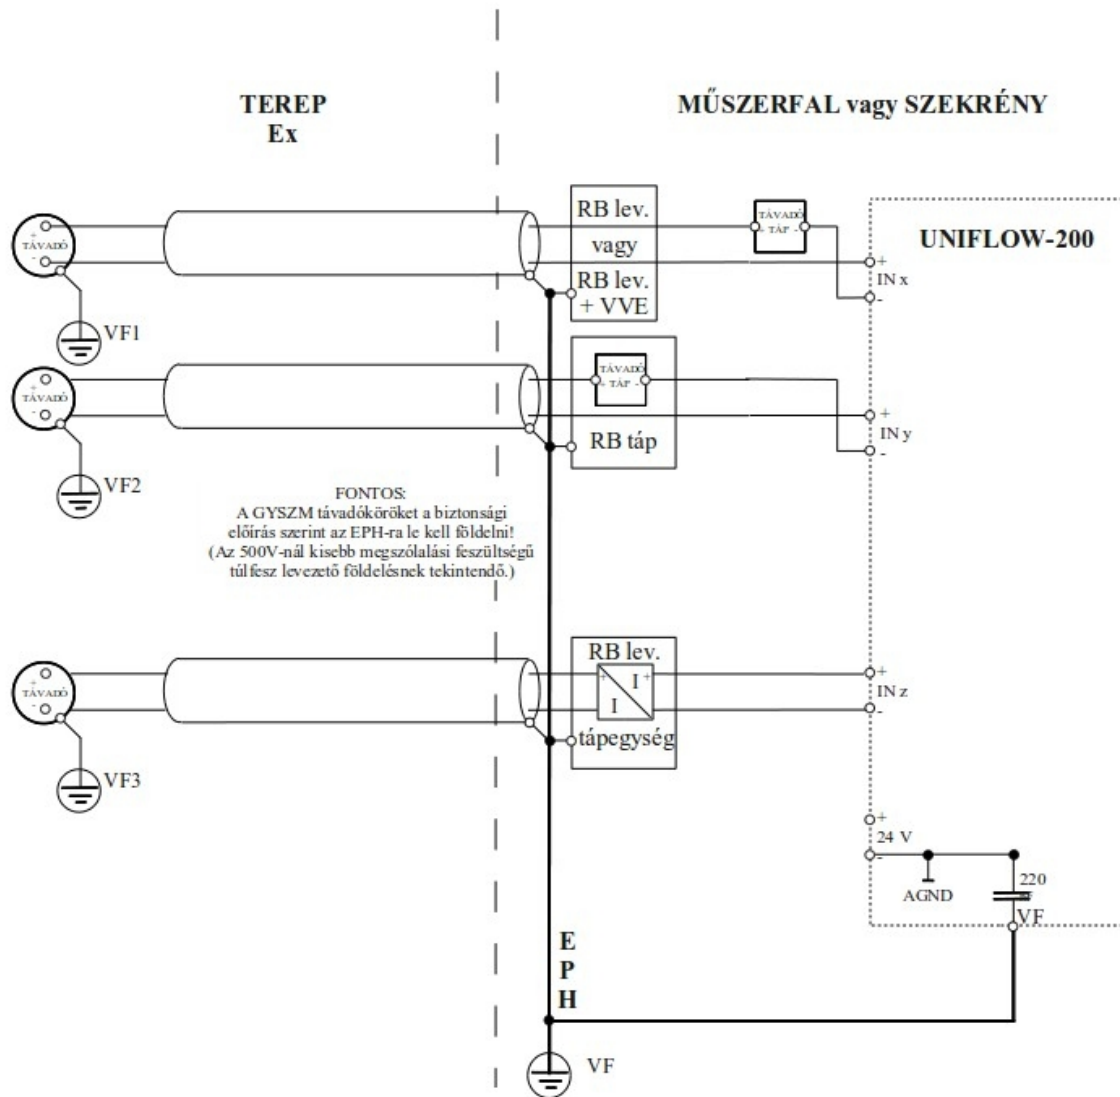 TEREP
Ex
MŰSZERFAL vagy SZEKRÉNY
UNIFLOW-200
+
TÁVADÓ
-
VF1
RB lev.
vagy
RB lev.
+ VVE
TÁVADÓ
+ TÁP -
+
IN x
-
+
TÁVADÓ
-
VF2
TÁVADÓ
+ TÁP -
RB táp
+
IN y
-
FONTOS:
A GYSZM távadóköröket a biztonsági
előírás szerint az EPH-ra le kell földelni!
(Az 500V-nál kisebb megszólalási feszültségű
túlfesz levezető földelésnek tekintendő.)
+
TÁVADÓ
-
VF3
RB lev.
+ I +
I
tápegység
+
IN z
-
+
24 V
-
AGND
220
VF
E
P
H
VF